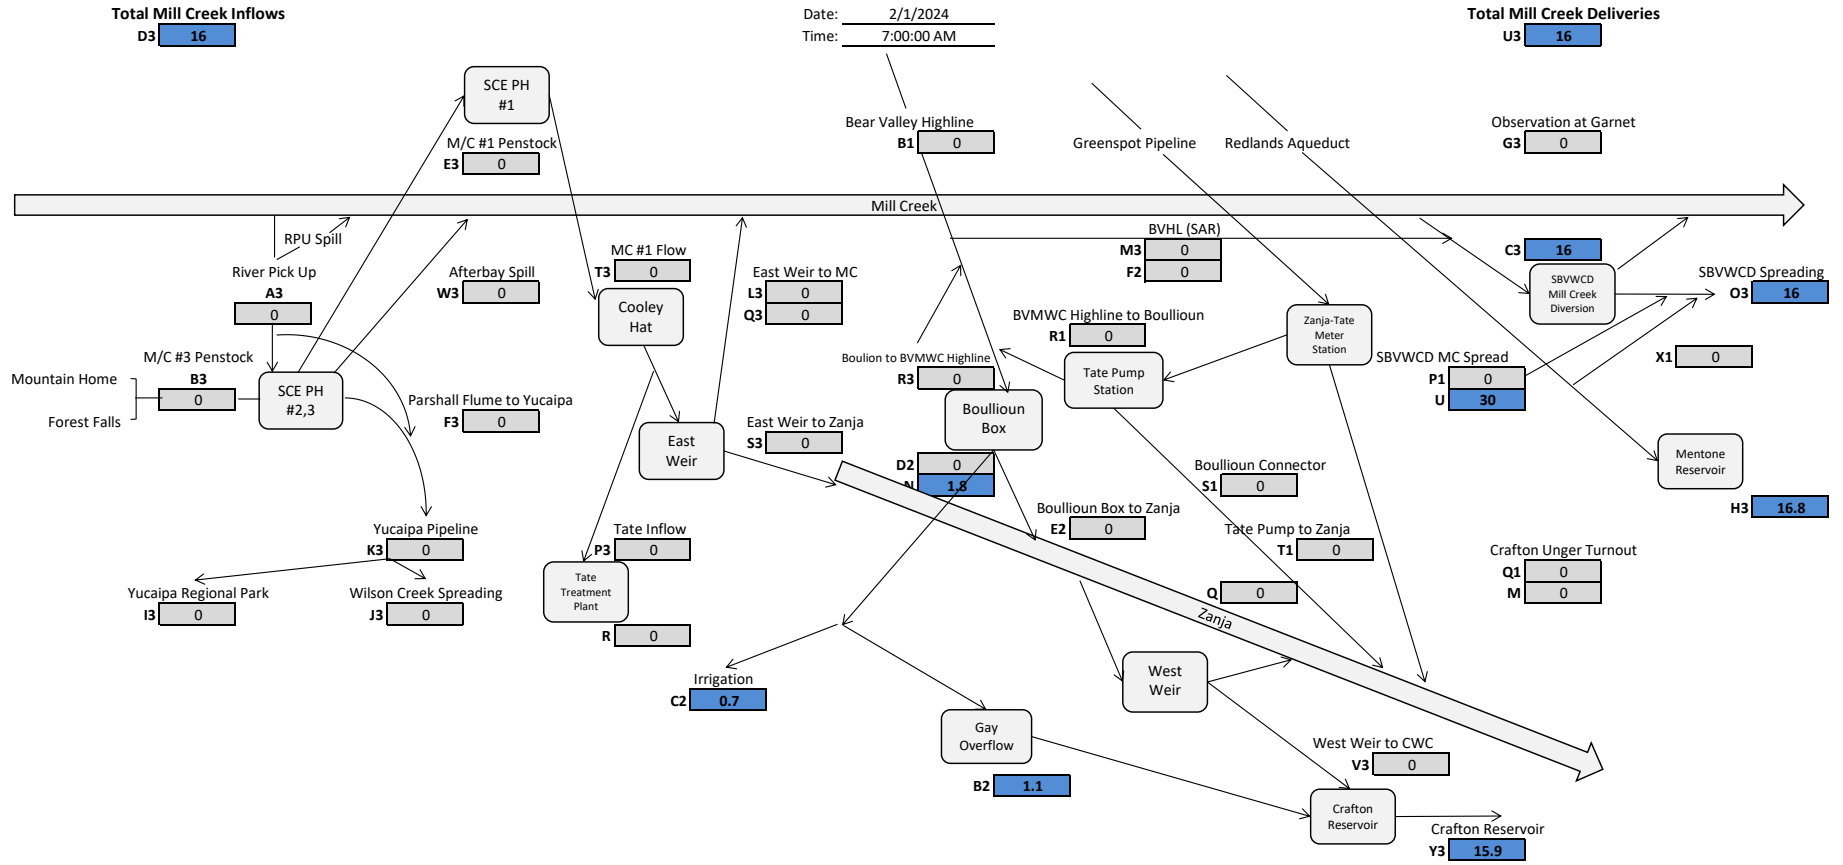 Total Mill Creek Inflows
D3 16
Date: 2/1/2024
Time: 7:00:00 AM
Total Mill Creek Deliveries
U3 16
SCE PH
#1
M/C #1 Penstock
E3 0
Bear Valley Highline
B1 0
Greenspot Pipeline
Redlands Aqueduct
Observation at Garnet
G3 0
Mill Creek
RPU Spill
River Pick Up
A3
0
Afterbay Spill
W3 0
MC #1 Flow
T3 0
Cooley
Hat
East Weir to MC
L3 0
Q3 0
BVHL (SAR)
M3 0
F2 0
C3 16
SBVWCD
Mill Creek
Diversion
SBVWCD Spreading
O3 16
BVMWC Highline to Boullioun
R1 0
Zanja-Tate
Meter
Station
Boulion to BVMWC Highline
R3 0
Tate Pump
Station
SBVWCD MC Spread
P1 0
U 30
X1 0
M/C #3 Penstock
B3
0
Mountain Home
Forest Falls
SCE PH
#2,3
Parshall Flume to Yucaipa
F3 0
East
Weir
East Weir to Zanja
S3 0
Boullioun
Box
D2 0
N 1.8
Boullioun Connector
S1 0
Mentone
Reservoir
H3 16.8
Boullioun Box to Zanja
E2 0
Tate Pump to Zanja
T1 0
Yucaipa Pipeline
K3 0
Tate Inflow
P3 0
Tate
Treatment
Plant
R 0
Crafton Unger Turnout
Q1 0
M 0
Yucaipa Regional Park
I3 0
Wilson Creek Spreading
J3 0
Q 0
Zanja
Irrigation
C2 0.7
West
Weir
Gay
Overflow
B2 1.1
West Weir to CWC
V3 0
Crafton
Reservoir
Crafton Reservoir
Y3 15.9